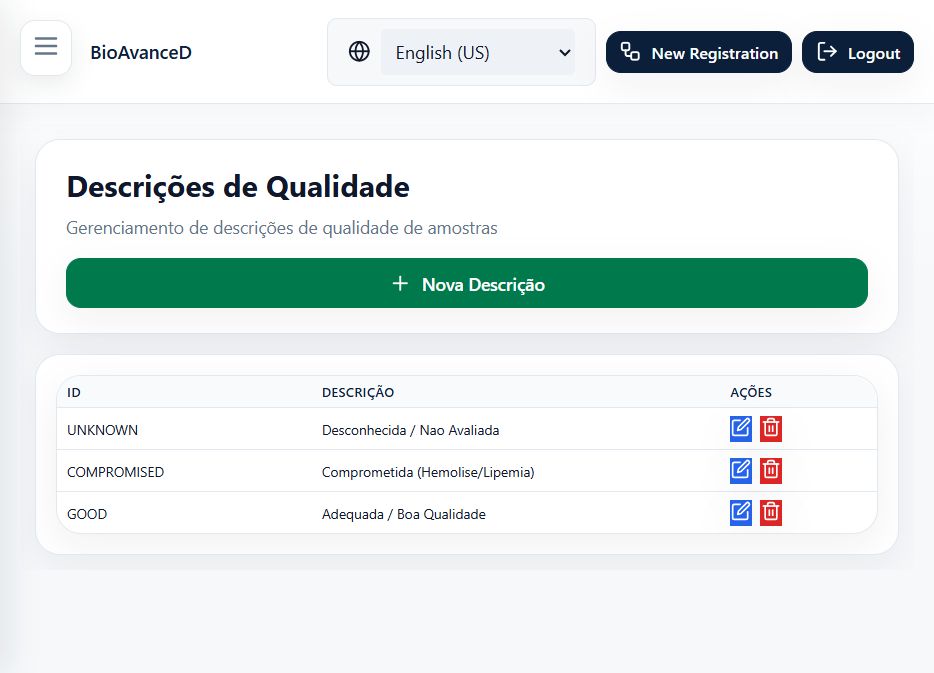 BioAvanceD
English (US)
New Registration
Logout
Descrições de Qualidade
Gerenciamento de descrições de qualidade de amostras
Nova Descrição
ID DESCRIÇÃO AÇÕES
UNKNOWN Desconhecida / Nao Avaliada
COMPROMISED Comprometida (Hemolise/Lipemia)
GOOD Adequada / Boa Qualidade